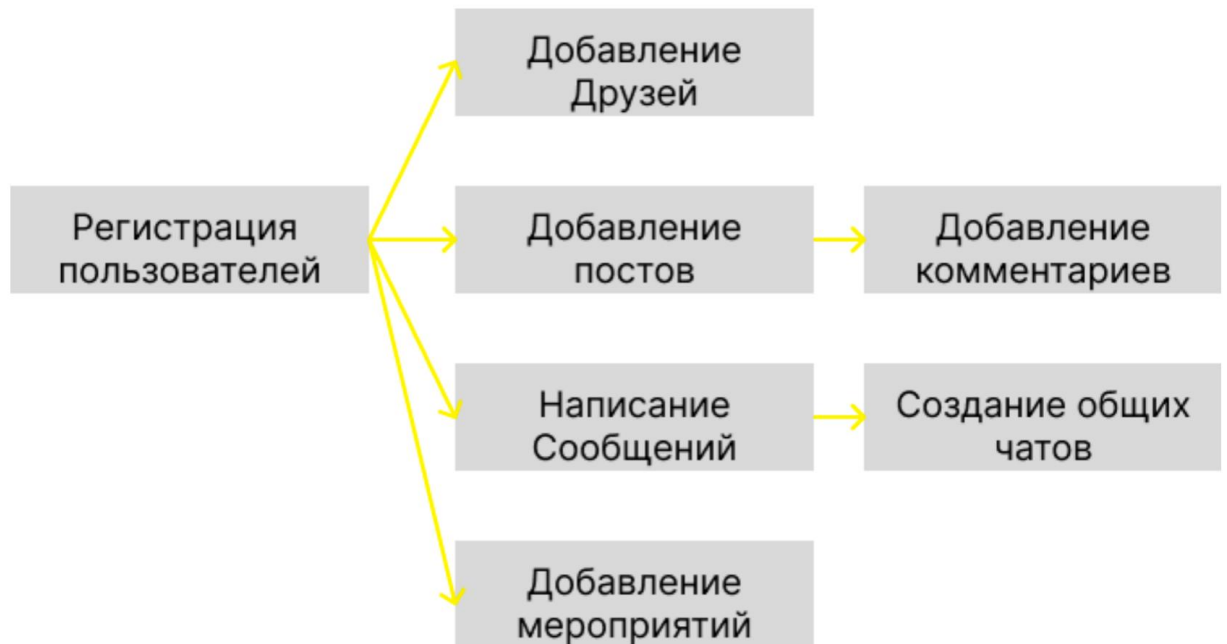 Добавление
Друзей
Регистрация
пользователей
Добавление
постов
Добавление
комментариев
Написание
Сообщений
Создание общих
чатов
Добавление
мероприятий